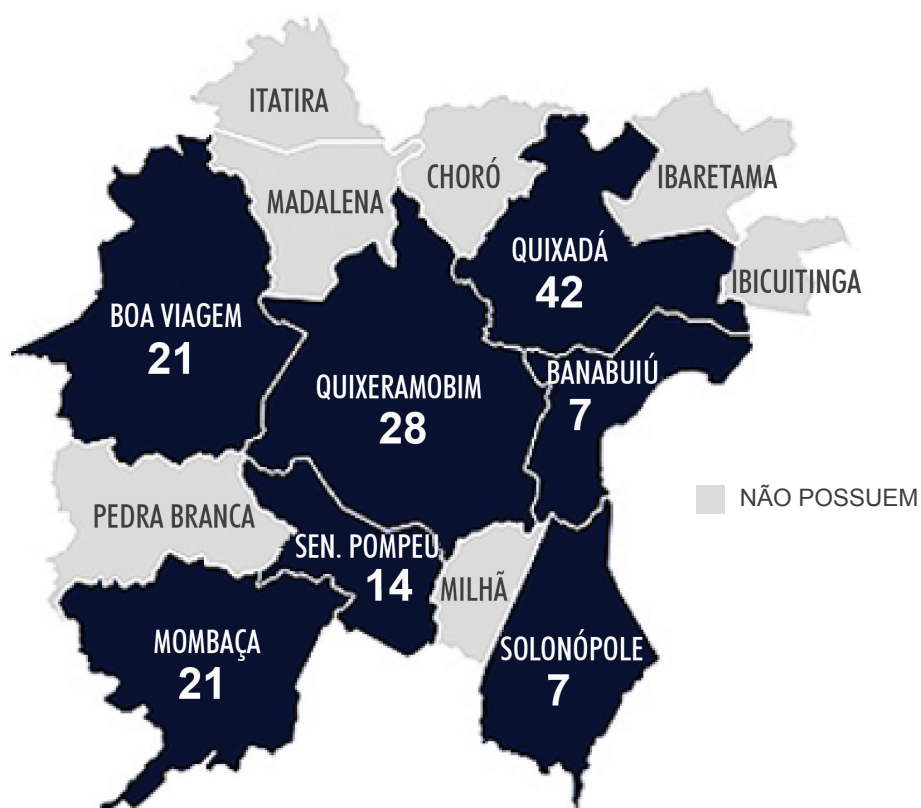 ITATIRA
MADALENA
CHORÓ
IBARETAMA
QUIXADÁ
42
IBICUITINGA
BOA VIAGEM
21
QUIXERAMOBIM
28
BANABUIÚ
7
NÃO POSSUEM
PEDRA BRANCA
SEN. POMPEU
14
MILHÃ
MOMBAÇA
21
SOLONÓPOLE
7